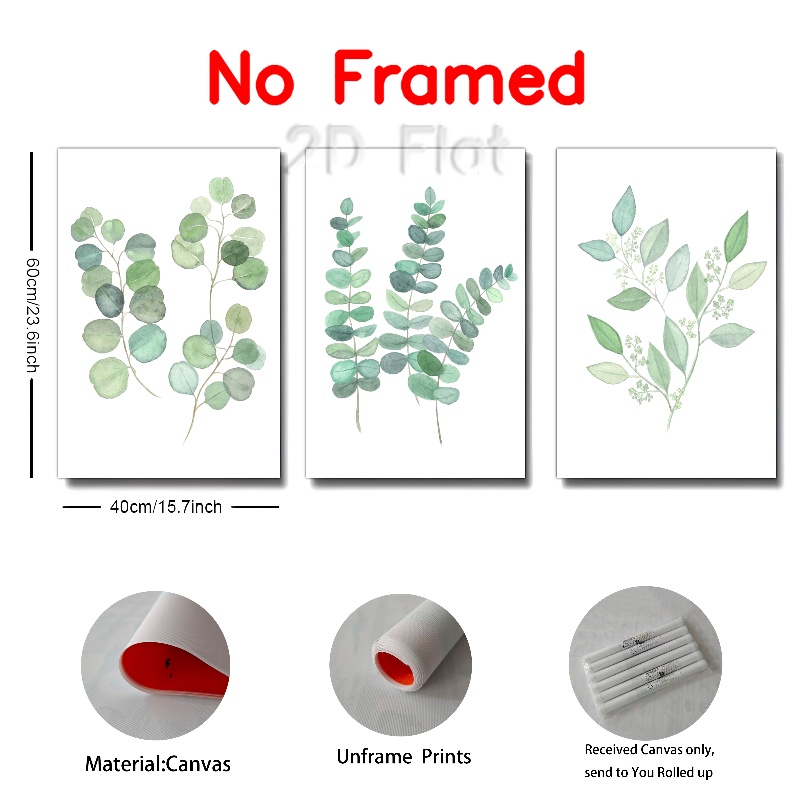 No Framed
2D Flat
60cm/23.6inch
40cm/15.7inch
Material:Canvas
Unframe Prints
Received Canvas only,
send to You Rolled up